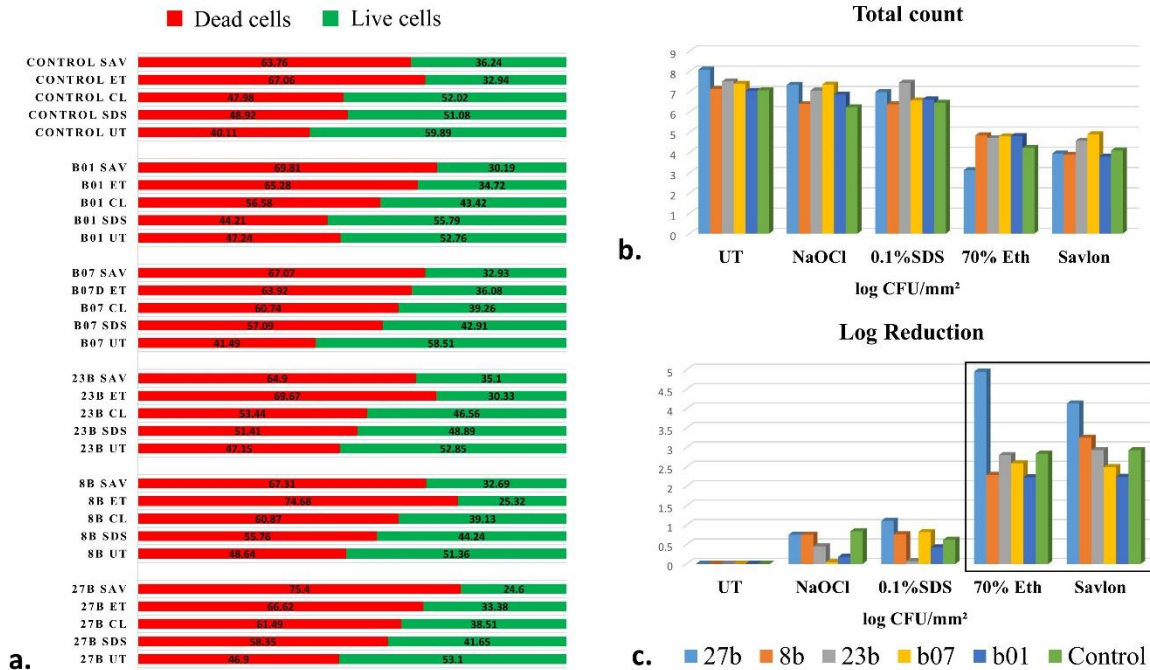 Dead cells Live cells
CONTROL SAV 63.76 36.24
CONTROL ET 67.06 32.94
CONTROL CL 47.98 52.02
CONTROL SDS 48.92 51.08
CONTROL UT 40.11 59.89
B01 SAV 69.81 30.19
B01 ET 65.28 34.72
B01 CL 56.58 43.42
B01 SDS 44.21 55.79
B01 UT 47.24 52.76
B07 SAV 67.07 32.93
B07D ET 63.92 36.08
B07 CL 60.74 39.26
B07 SDS 57.09 42.91
B07 UT 41.49 58.51
23B SAV 64.9 35.1
23B ET 69.67 30.33
23B CL 53.44 46.56
23B SDS 51.41 48.89
23B UT 47.15 52.85
8B SAV 67.31 32.69
8B ET 74.68 25.32
8B CL 60.87 39.13
8B SDS 55.76 44.24
8B UT 48.64 51.36
27B SAV 75.4 24.6
27B ET 66.62 33.38
27B CL 61.49 38.51
27B SDS 58.35 41.65
27B UT 46.9 53.1
a.
Total count
9
8
7
6
5
4
3
2
1
0
UT NaOCl 0.1%SDS 70% Eth Savlon
b.
log CFU/mm²
Log Reduction
5
4.5
4
3.5
3
2.5
2
1.5
1
0.5
0
UT NaOCl 0.1%SDS 70% Eth Savlon
log CFU/mm²
c.
27b 8b 23b b07 b01 Control